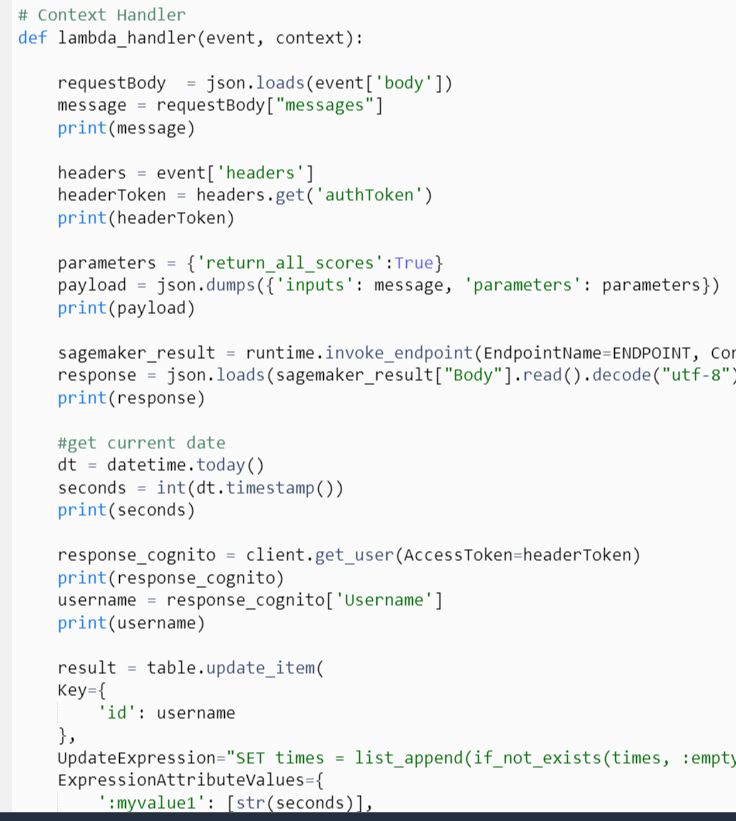 # Context Handler
def lambda_handler(event, context):
    requestBody  = json.loads(event['body'])
    message = requestBody["messages"]
    print(message)
    headers = event['headers']
    headerToken = headers.get('authToken')
    print(headerToken)
    parameters = {'return_all_scores':True}
    payload = json.dumps({'inputs': message, 'parameters': parameters})
    print(payload)
    sagemaker_result = runtime.invoke_endpoint(EndpointName=ENDPOINT, Cor
    response = json.loads(sagemaker_result["Body"].read().decode("utf-8")
    print(response)
    #get current date
    dt = datetime.today()
    seconds = int(dt.timestamp())
    print(seconds)
    response_cognito = client.get_user(AccessToken=headerToken)
    print(response_cognito)
    username = response_cognito['Username']
    print(username)
    result = table.update_item(
    Key={
        'id': username
    },
    UpdateExpression="SET times = list_append(if_not_exists(times, :empty
    ExpressionAttributeValues={
        ':myvalue1': [str(seconds)],